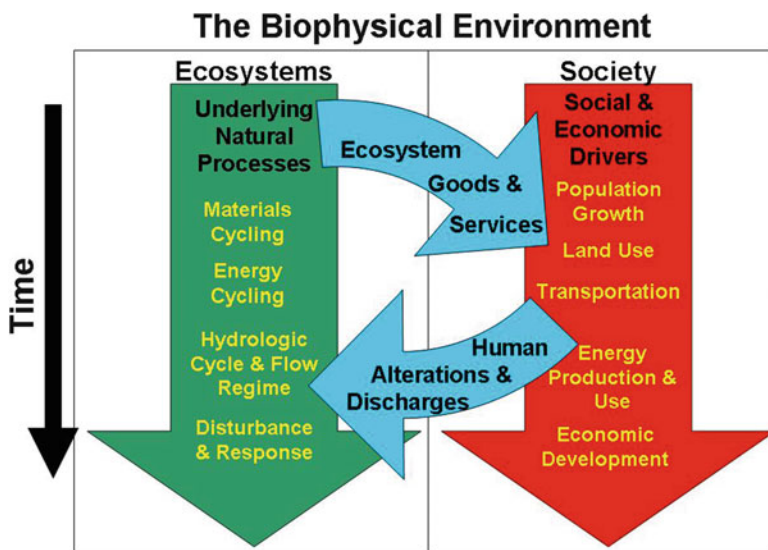 The Biophysical Environment
Ecosystems
Society
Time
Underlying
Natural
Processes
Materials
Cycling
Energy
Cycling
Hydrologic
Cycle & Flow
Regime
Disturbance
& Response
Ecosystem
Goods &
Services
Human
Alterations &
Discharges
Social &
Economic
Drivers
Population
Growth
Land Use
Transportation
Energy
Production &
Use
Economic
Development